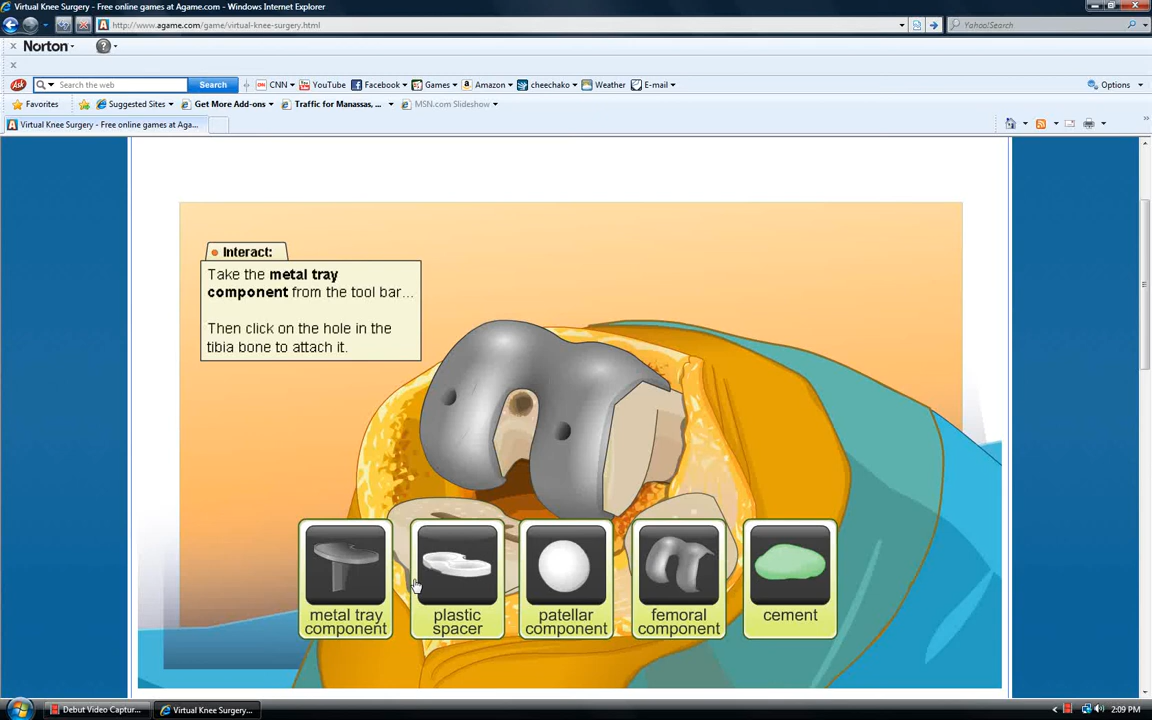 Virtual Knee Surgery - Free online games at Agame.com - Windows Internet Explorer
http://www.agame.com/game/virtual-knee-surgery.html
Yahoo! Search
x Norton
x
Ask Search the web Search CNN YouTube Facebook Games Amazon cheechako Weather E-mail Options
Favorites Suggested Sites Get More Add-ons Traffic for Manassas, ... MSN.com Slideshow
A Virtual Knee Surgery - Free online games at Aga...
Interact:
Take the metal tray
component from the tool bar...
Then click on the hole in the
tibia bone to attach it.
metal tray
component
plastic
spacer
patellar
component
femoral
component
cement
Debut Video Captur... Virtual Knee Surgery... 2:09 PM